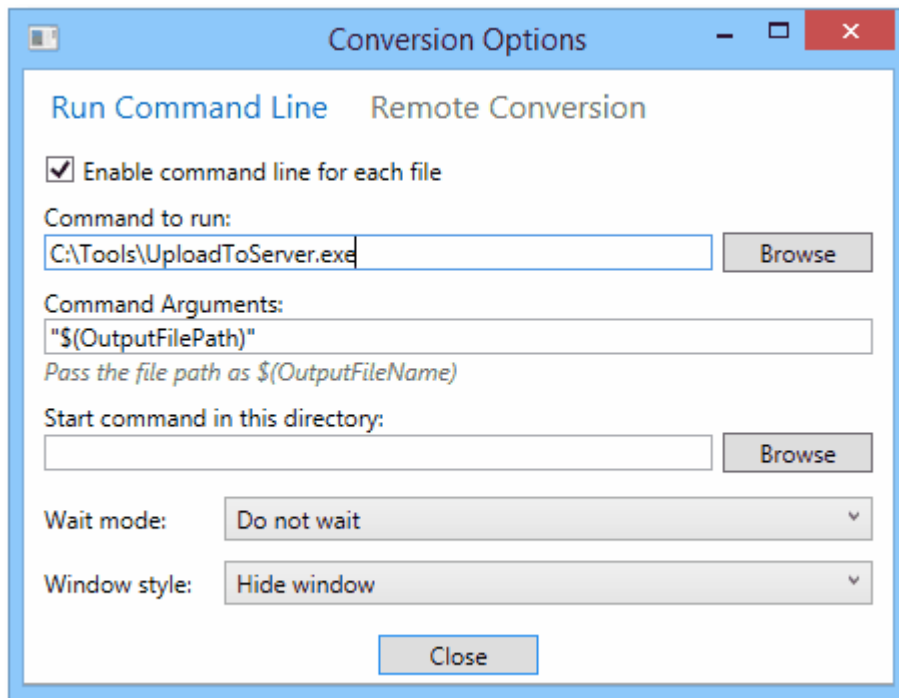 Conversion Options
Run Command Line Remote Conversion
Enable command line for each file
Command to run:
C:\Tools\UploadToServer.exe Browse
Command Arguments:
"$(OutputFilePath)"
Pass the file path as $(OutputFileName)
Start command in this directory:
Browse
Wait mode: Do not wait
Window style: Hide window
Close